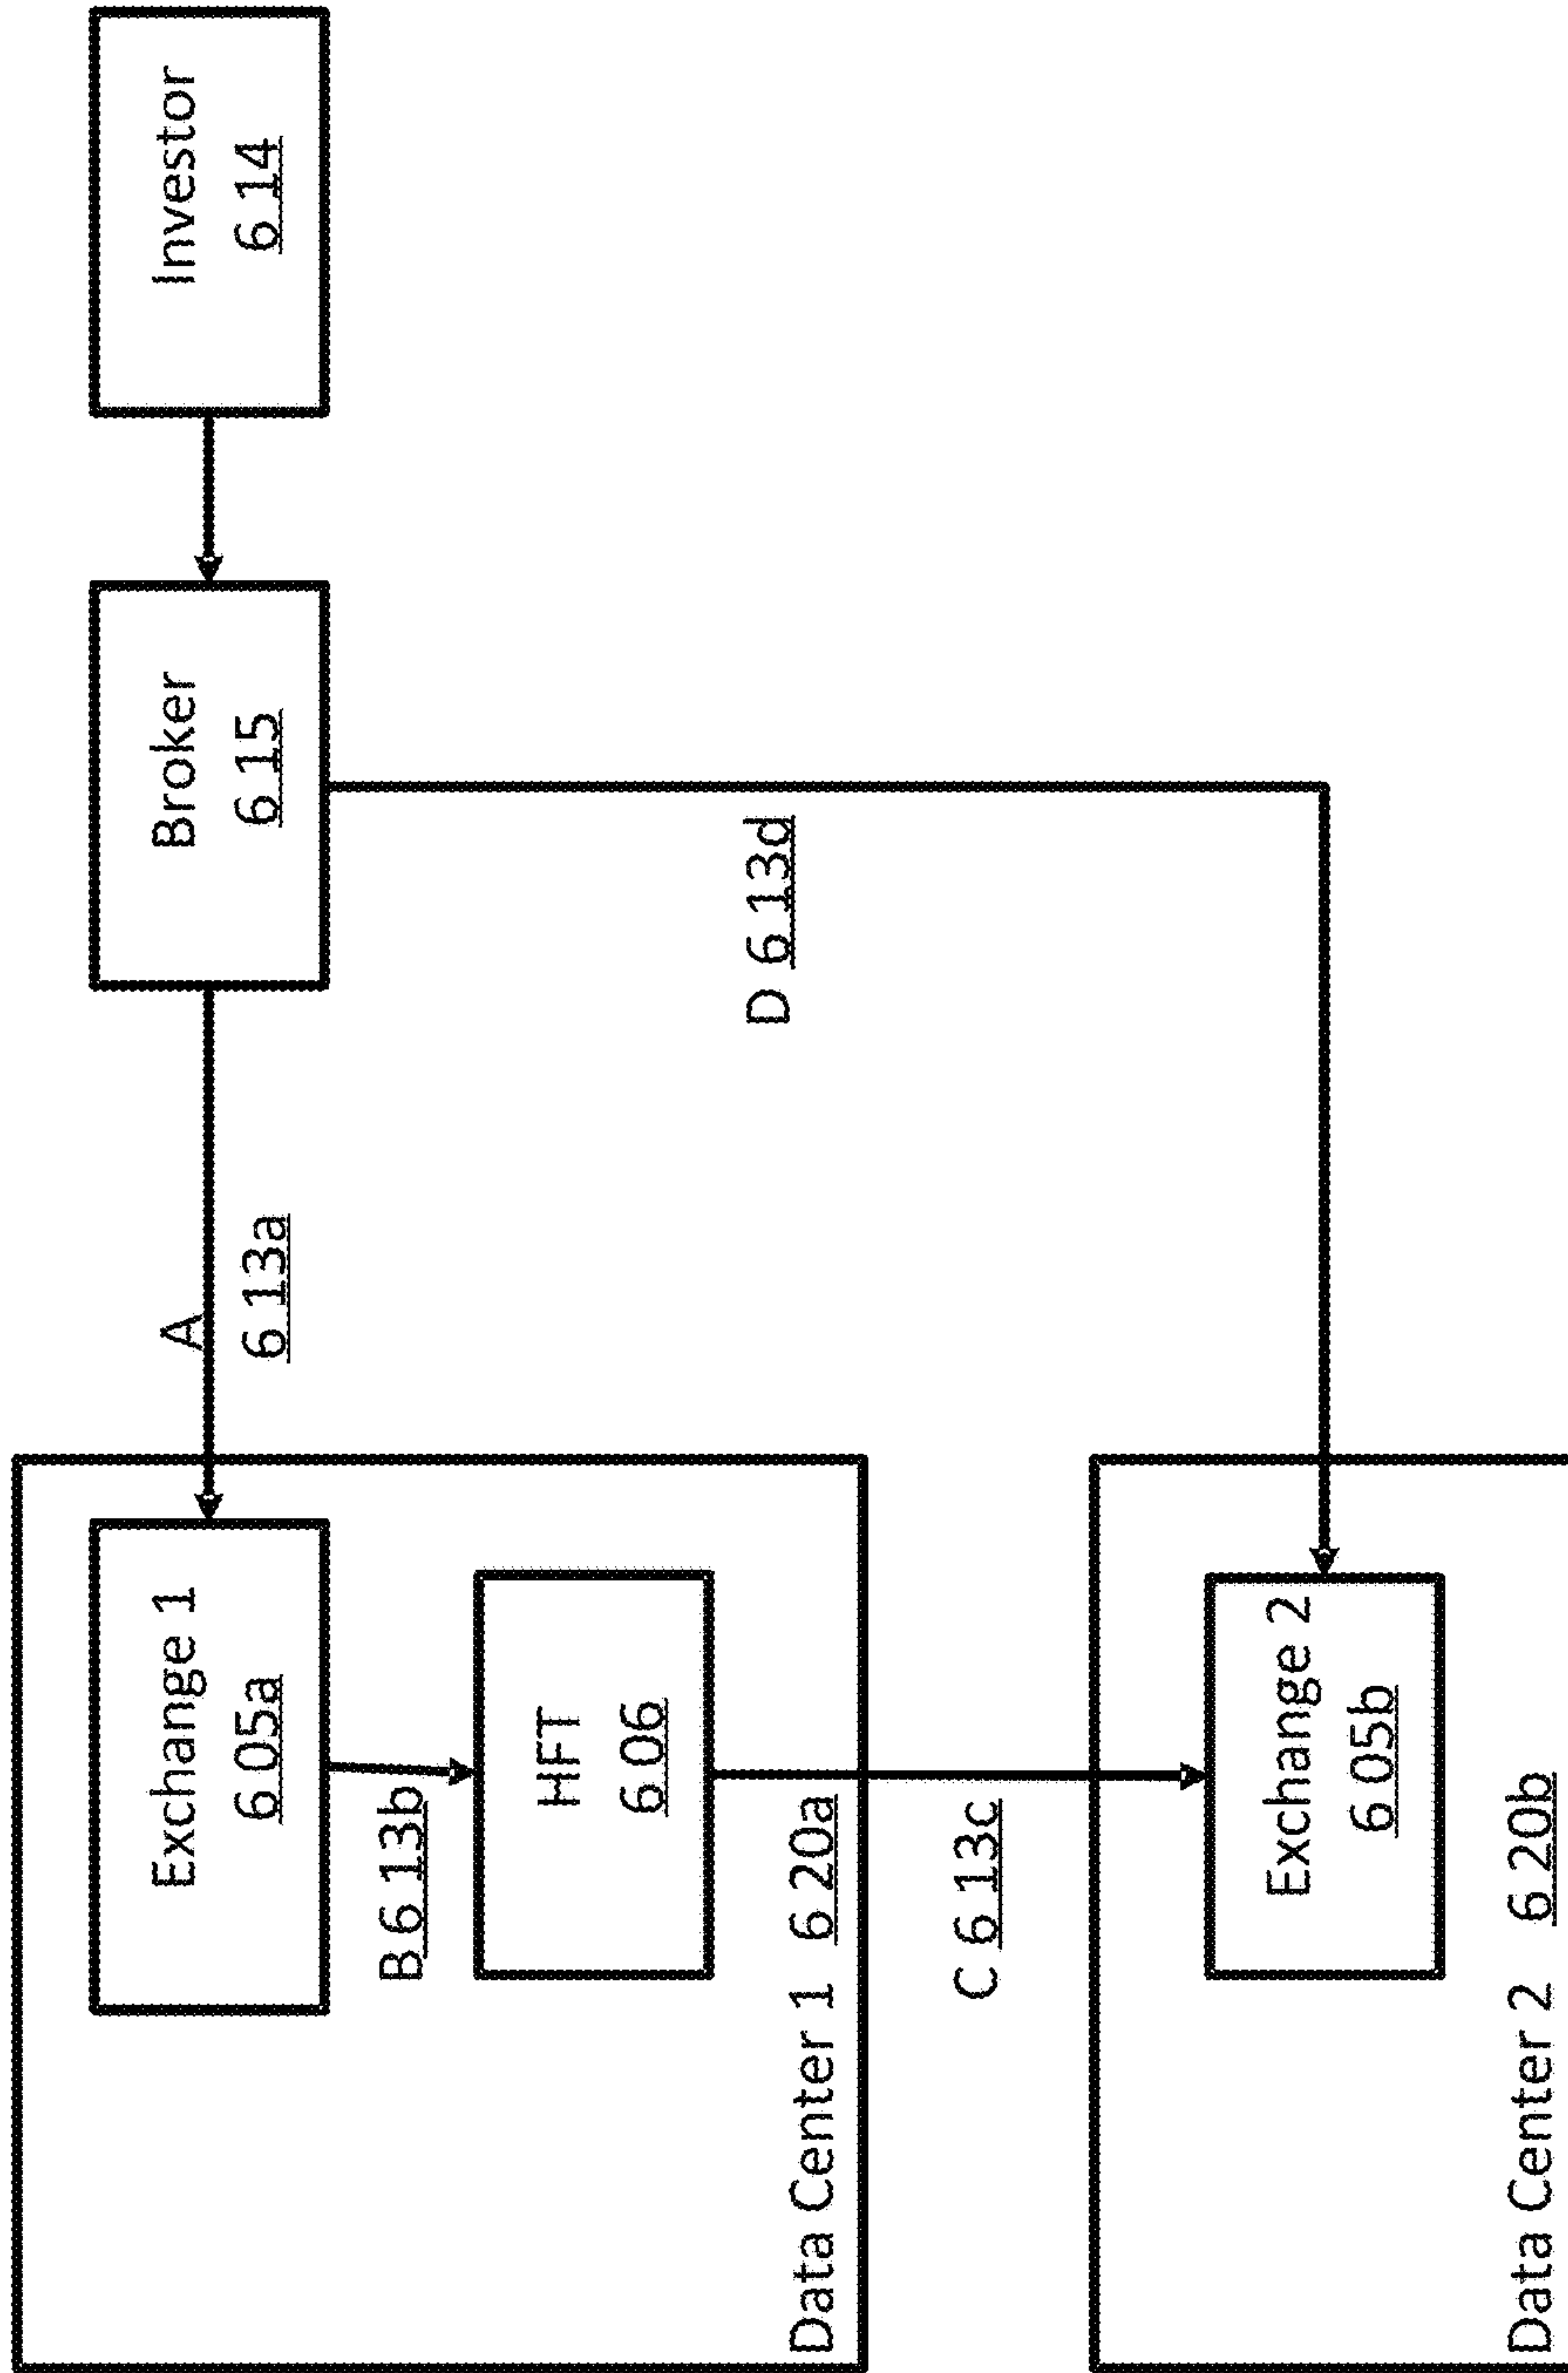 Exchange 1
6 05a
A
6 13a
Broker
6 15
Investor
6 14
B 6 13b
HFT
6 06
D 6 13d
Data Center 1 6 20a
C 6 13c
Exchange 2
6 05b
Data Center 2 6 20b